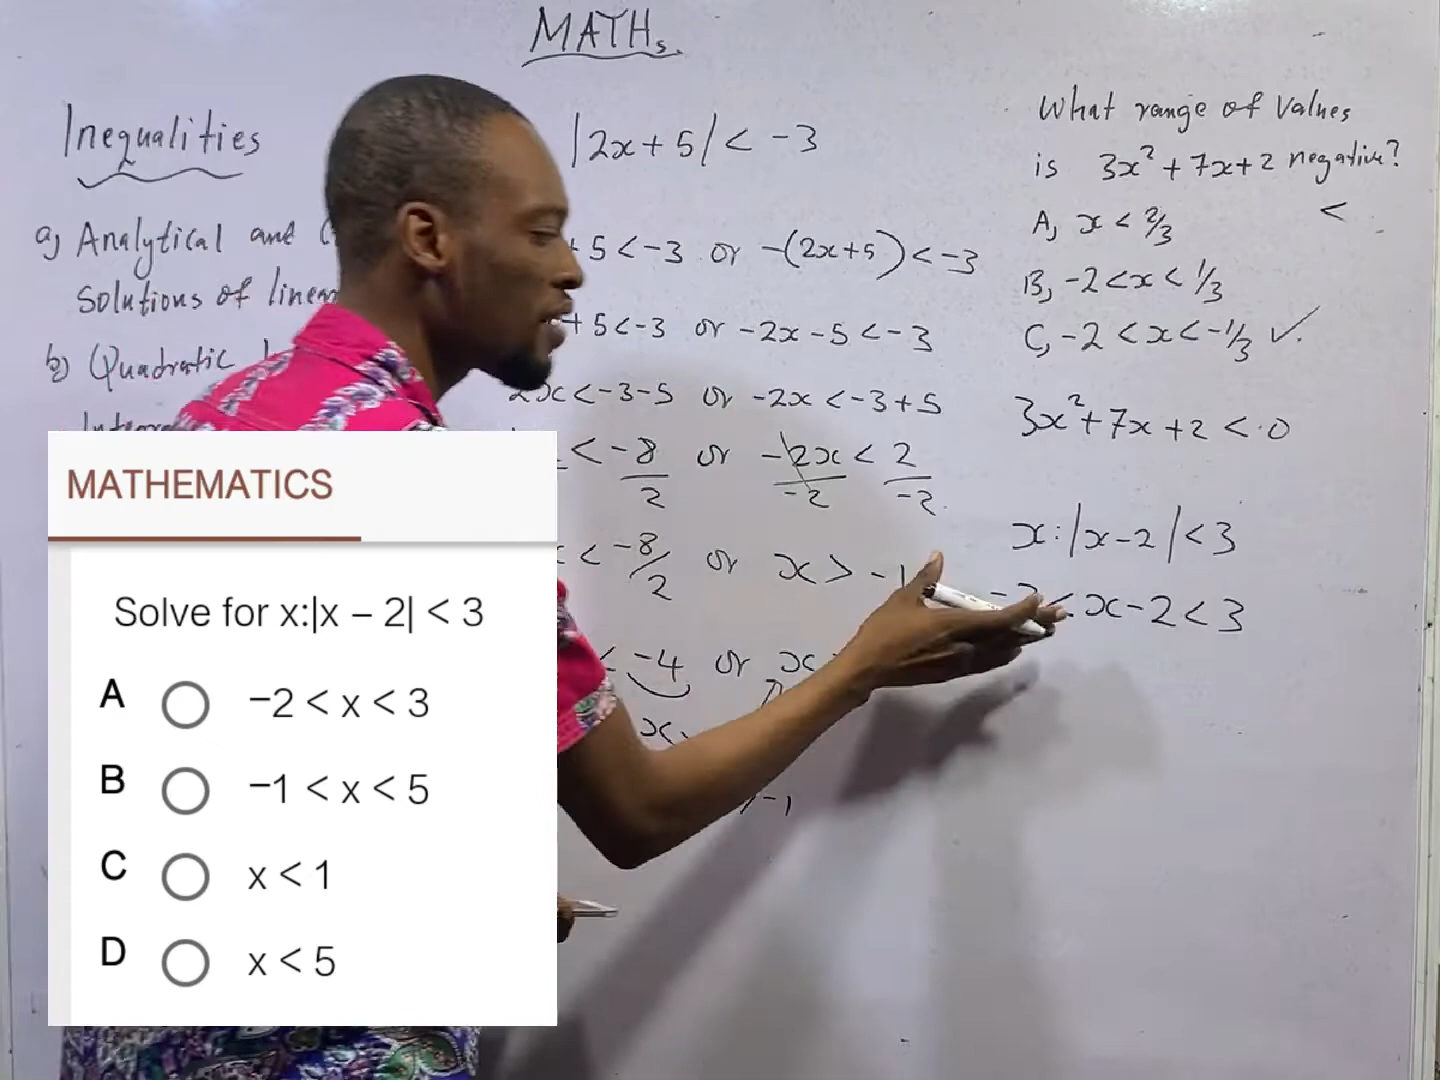 MATHs.
Inequalities
a) Analytical and
Solutions of linear
b) Quadratic
|2x+5|<-3
+5<-3 or -(2x+5)<-3
+5<-3 or -2x-5<-3
2x<-3-5 or -2x<-3+5
<-8/2 or -2x/-2 < 2/-2
x<-8/2 or x>-1
<-4 or x
x
-1
What range of values
is 3x²+7x+2 negative?
<
A, x<2/3
B, -2<x<1/3
C, -2<x<-1/3 ✓.
3x²+7x+2<0
x:|x-2|<3
-3<x-2<3
MATHEMATICS
Solve for x:|x – 2| < 3
A −2 < x < 3
B −1 < x < 5
C x < 1
D x < 5